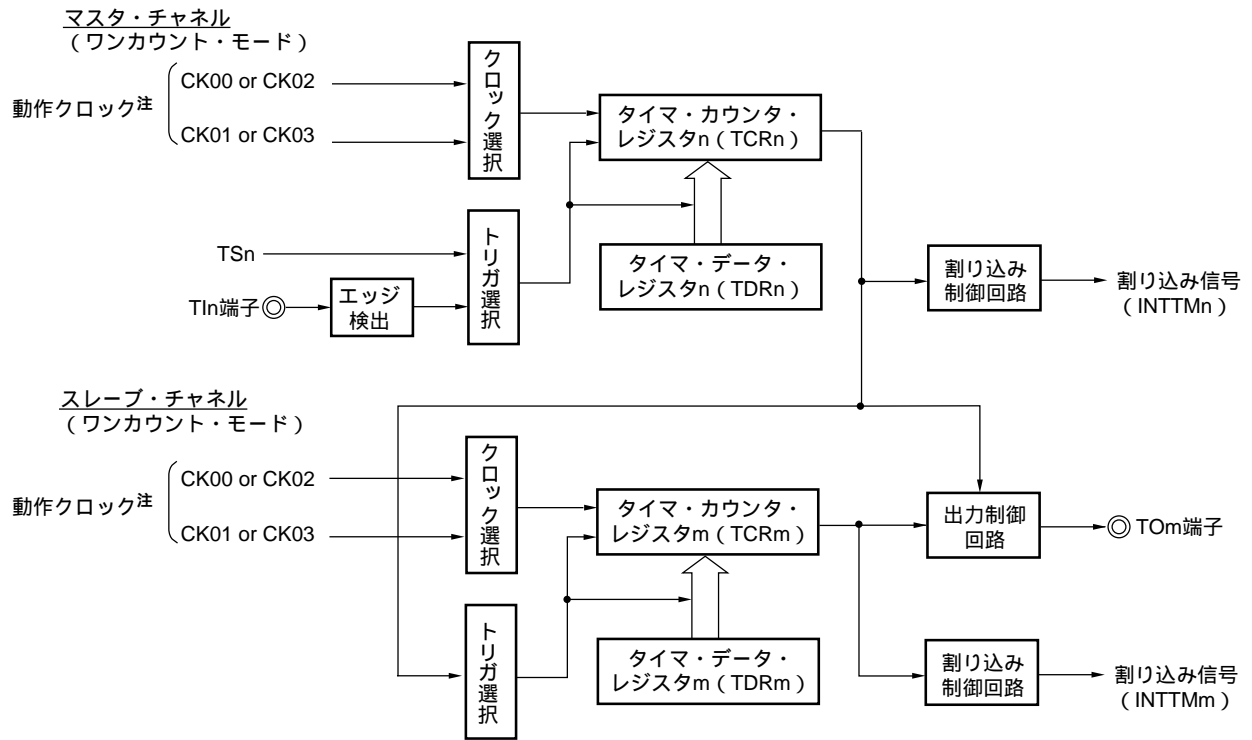 マスタ・チャネル
（ワンカウント・モード）
動作クロック注
CK00 or CK02
CK01 or CK03
クロック選択
タイマ・カウンタ・
レジスタn（TCRn）
TSn
TIn端子
エッジ
検出
トリガ選択
タイマ・データ・
レジスタn（TDRn）
割り込み
制御回路
割り込み信号
（INTTMn）
スレーブ・チャネル
（ワンカウント・モード）
動作クロック注
CK00 or CK02
CK01 or CK03
クロック選択
タイマ・カウンタ・
レジスタm（TCRm）
出力制御
回路
TOm端子
トリガ選択
タイマ・データ・
レジスタm（TDRm）
割り込み
制御回路
割り込み信号
（INTTMm）